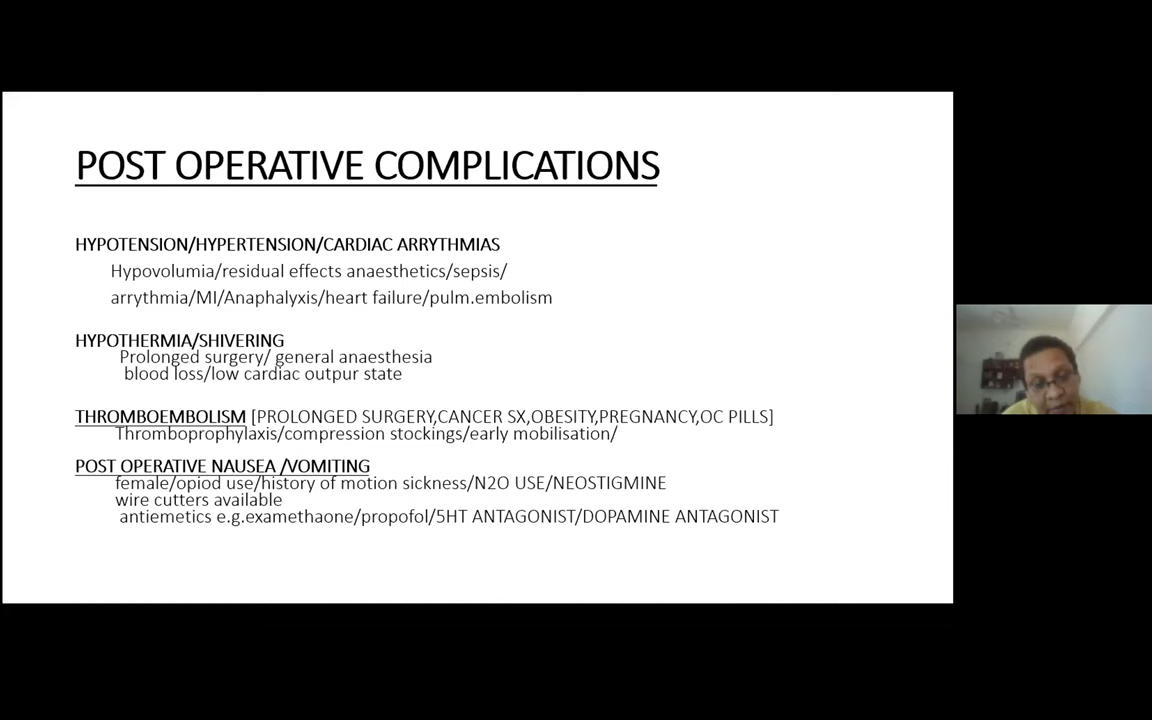 POST OPERATIVE COMPLICATIONS
HYPOTENSION/HYPERTENSION/CARDIAC ARRYTHMIAS
Hypovolumia/residual effects anaesthetics/sepsis/
arrythmia/MI/Anaphalyxis/heart failure/pulm.embolism
HYPOTHERMIA/SHIVERING
Prolonged surgery/ general anaesthesia
blood loss/low cardiac outpur state
THROMBOEMBOLISM [PROLONGED SURGERY,CANCER SX,OBESITY,PREGNANCY,OC PILLS]
Thromboprophylaxis/compression stockings/early mobilisation/
POST OPERATIVE NAUSEA /VOMITING
female/opiod use/history of motion sickness/N2O USE/NEOSTIGMINE
wire cutters available
antiemetics e.g.examethaone/propofol/5HT ANTAGONIST/DOPAMINE ANTAGONIST